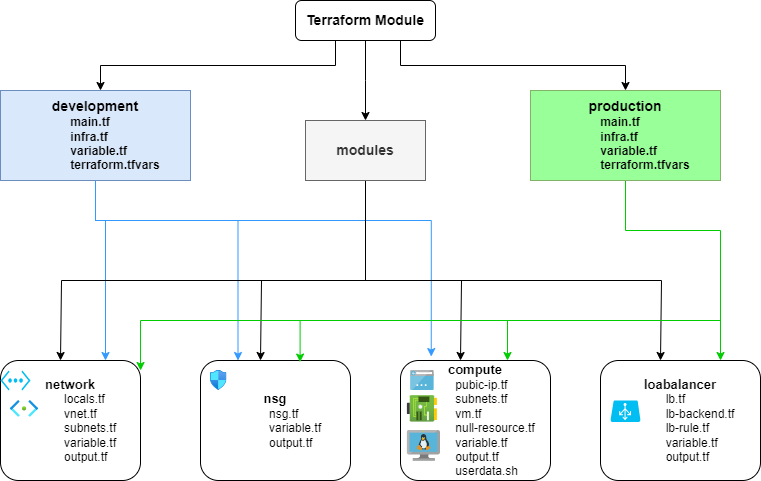 Terraform Module
development
main.tf
infra.tf
variable.tf
terraform.tfvars
modules
production
main.tf
infra.tf
variable.tf
terraform.tfvars
network
locals.tf
vnet.tf
subnets.tf
variable.tf
output.tf
nsg
nsg.tf
variable.tf
output.tf
compute
pubic-ip.tf
subnets.tf
vm.tf
null-resource.tf
variable.tf
output.tf
userdata.sh
loabalancer
lb.tf
lb-backend.tf
lb-rule.tf
variable.tf
output.tf